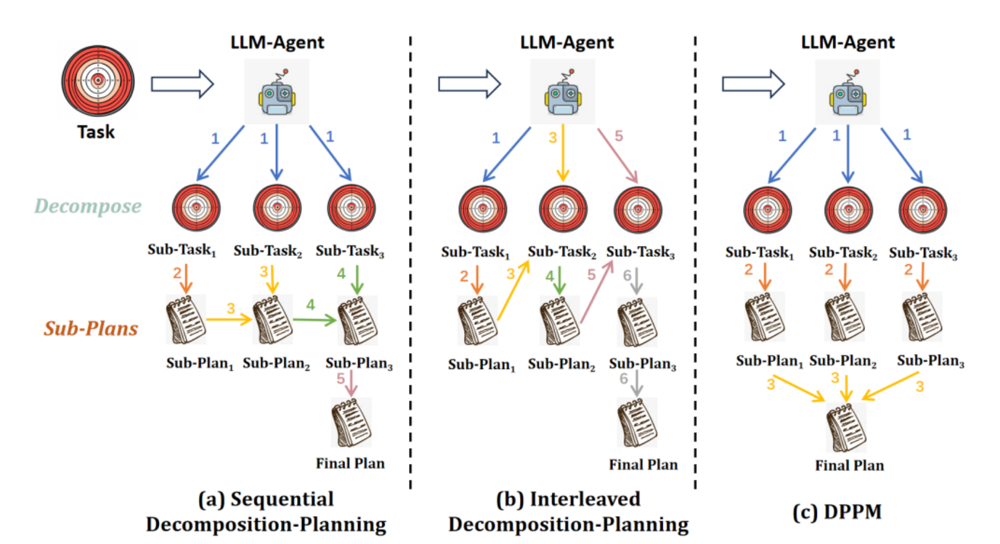 LLM-Agent
LLM-Agent
LLM-Agent
Task
1
1
1
1
3
5
1
1
1
Decompose
Sub-Task₁
Sub-Task₂
Sub-Task₃
Sub-Task₁
Sub-Task₂
Sub-Task₃
Sub-Task₁
Sub-Task₂
Sub-Task₃
2
3
4
2
3
4
5
6
2
2
2
3
4
Sub-Plans
Sub-Plan₁
Sub-Plan₂
Sub-Plan₃
Sub-Plan₁
Sub-Plan₂
Sub-Plan₃
Sub-Plan₁
Sub-Plan₂
Sub-Plan₃
5
6
3
3
3
Final Plan
Final Plan
Final Plan
(a) Sequential
Decomposition-Planning
(b) Interleaved
Decomposition-Planning
(c) DPPM